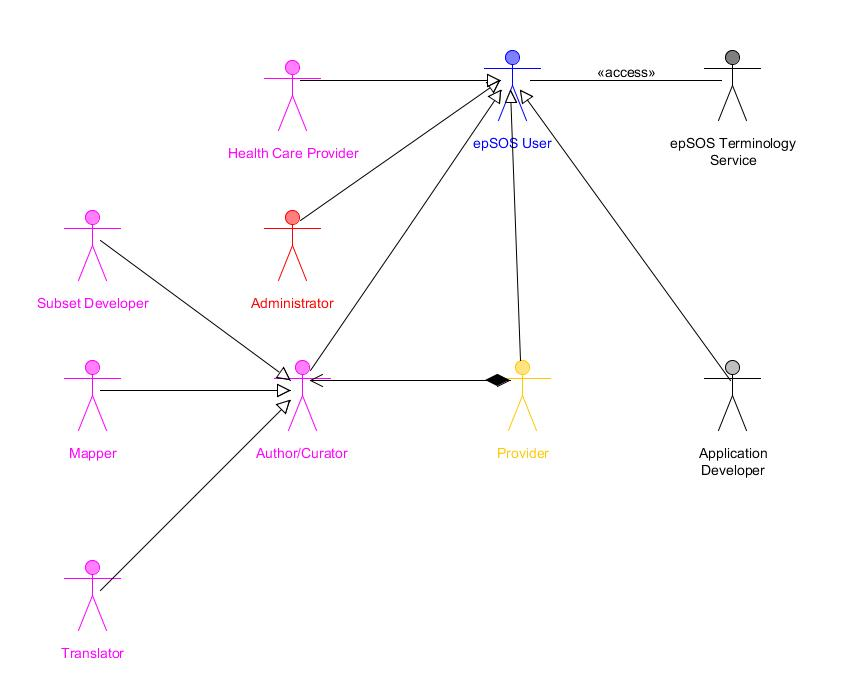 «access»
epSOS User
epSOS Terminology
Service
Health Care Provider
Subset Developer
Administrator
Mapper
Author/Curator
Provider
Application
Developer
Translator